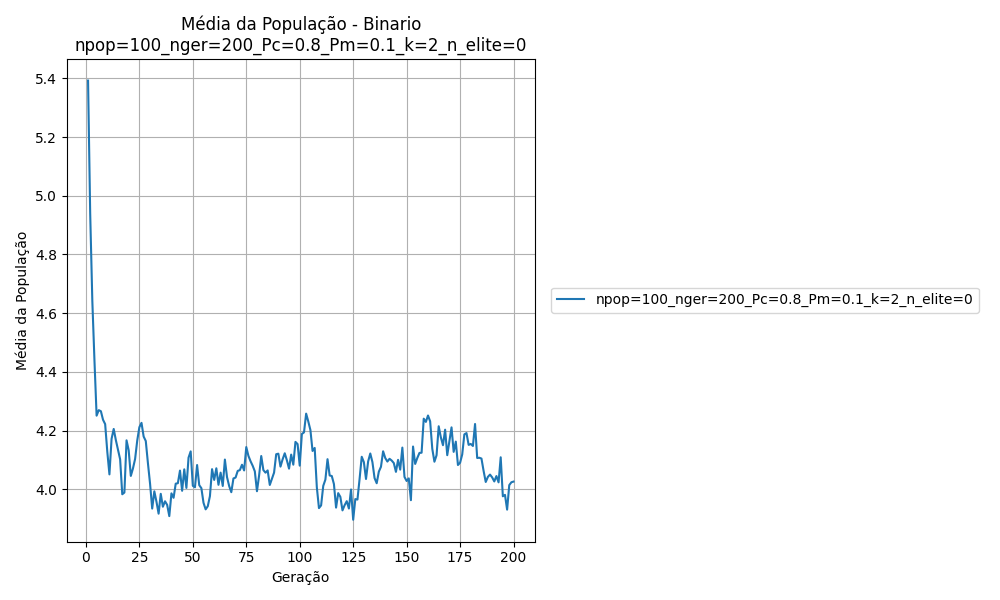 Média da População - Binario
npop=100_nger=200_Pc=0.8_Pm=0.1_k=2_n_elite=0
5.4
5.2
5.0
4.8
4.6
4.4
4.2
4.0
Média da População
0 25 50 75 100 125 150 175 200
Geração
npop=100_nger=200_Pc=0.8_Pm=0.1_k=2_n_elite=0